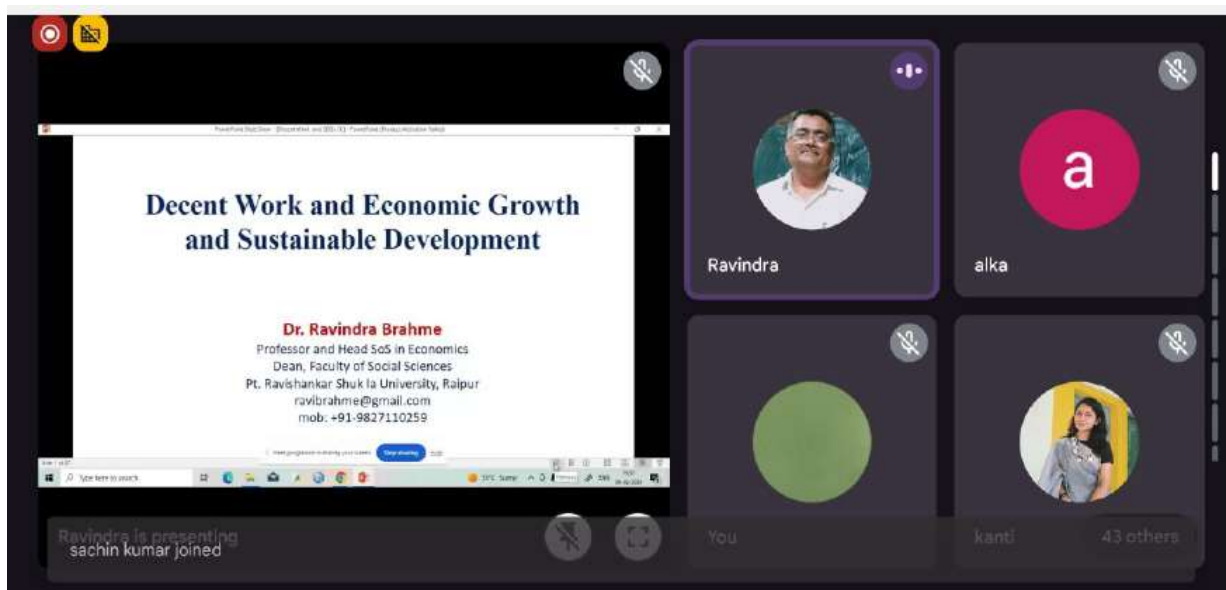 Decent Work and Economic Growth
and Sustainable Development
Dr. Ravindra Brahme
Professor and Head SoS in Economics
Dean, Faculty of Social Sciences
Pt. Ravishankar Shuk la University, Raipur
ravibrahme@gmail.com
mob: +91-9827110259
Stop sharing
Type here to search
Ravindra is presenting
sachin kumar joined
Ravindra
a
alka
You
kanti
43 others